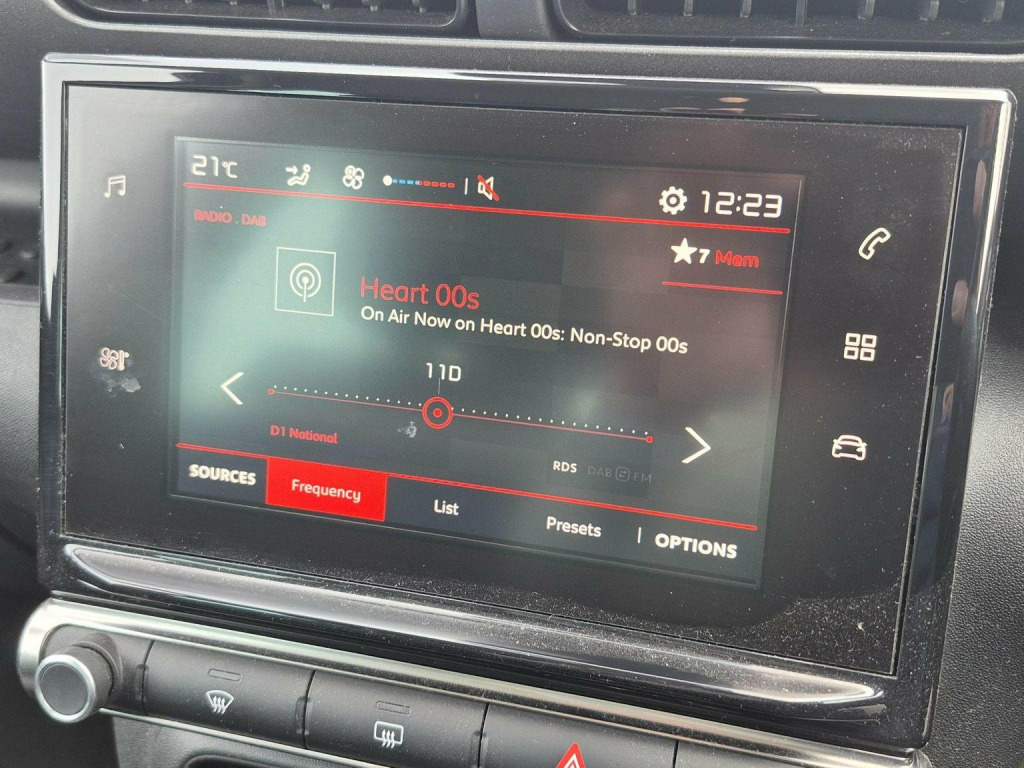 21°C
12:23
RADIO . DAB
7 Mem
Heart 00s
On Air Now on Heart 00s: Non-Stop 00s
11D
D1 National
RDS DAB FM
SOURCES Frequency List Presets OPTIONS